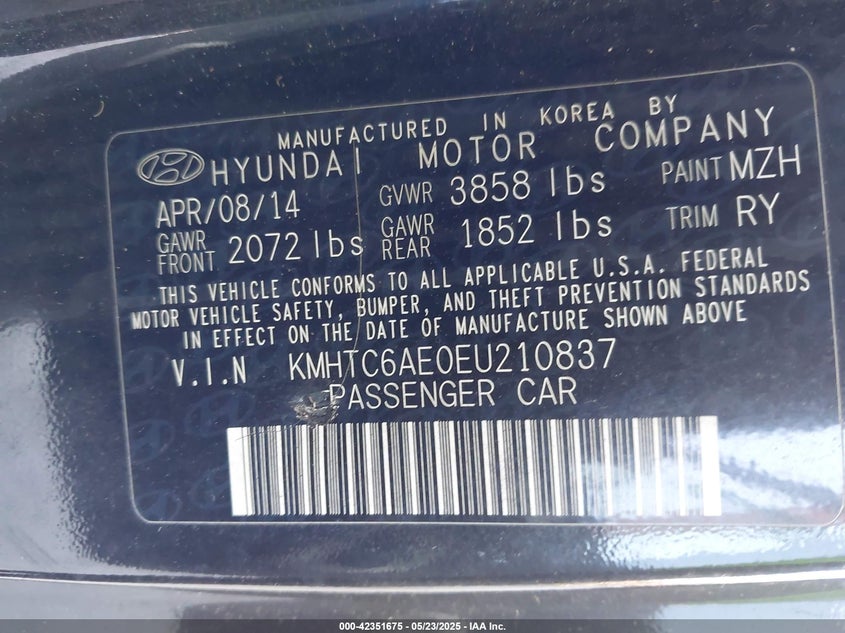 MANUFACTURED IN KOREA BY
HYUNDAI MOTOR COMPANY
APR/08/14 GVWR 3858 lbs PAINT MZH
GAWR FRONT 2072 lbs GAWR REAR 1852 lbs TRIM RY
THIS VEHICLE CONFORMS TO ALL APPLICABLE U.S.A. FEDERAL
MOTOR VEHICLE SAFETY, BUMPER, AND THEFT PREVENTION STANDARDS
IN EFFECT ON THE DATE OF MANUFACTURE SHOWN ABOVE
V.I.N KMHTC6AE0EU210837
PASSENGER CAR
000-42351675 - 05/23/2025 - IAA Inc.